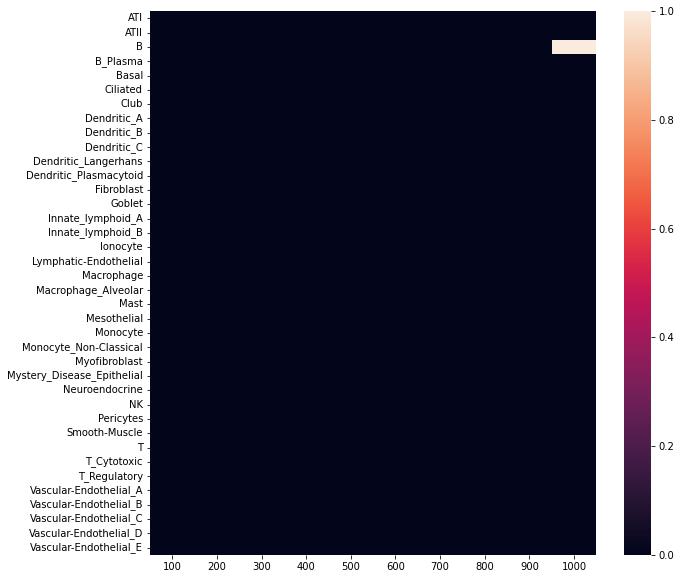 ATI
ATII
B
B_Plasma
Basal
Ciliated
Club
Dendritic_A
Dendritic_B
Dendritic_C
Dendritic_Langerhans
Dendritic_Plasmacytoid
Fibroblast
Goblet
Innate_lymphoid_A
Innate_lymphoid_B
Ionocyte
Lymphatic-Endothelial
Macrophage
Macrophage_Alveolar
Mast
Mesothelial
Monocyte
Monocyte_Non-Classical
Myofibroblast
Mystery_Disease_Epithelial
Neuroendocrine
NK
Pericytes
Smooth-Muscle
T
T_Cytotoxic
T_Regulatory
Vascular-Endothelial_A
Vascular-Endothelial_B
Vascular-Endothelial_C
Vascular-Endothelial_D
Vascular-Endothelial_E
100 200 300 400 500 600 700 800 900 1000
1.0
0.8
0.6
0.4
0.2
0.0